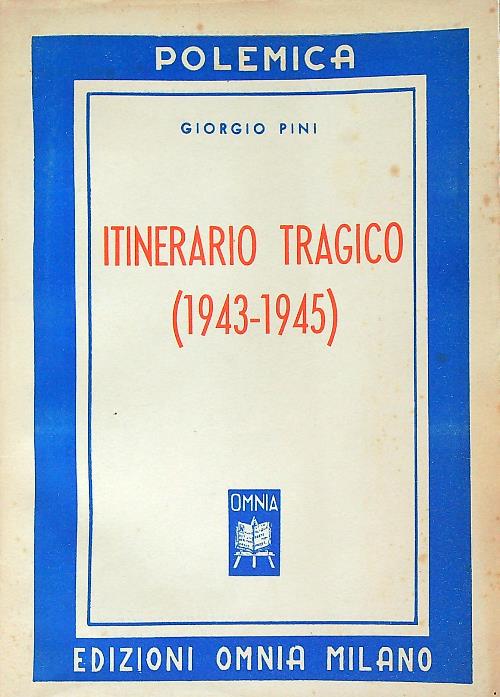 POLEMICA
GIORGIO PINI
ITINERARIO TRAGICO
(1943-1945)
OMNIA
EDIZIONI OMNIA MILANO